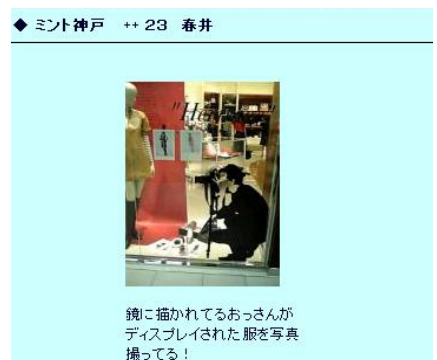 ◆ ミント神戸 ++ 23 春井
鏡に描かれてるおっさんが
ディスプレイされた服を写真
撮ってる！